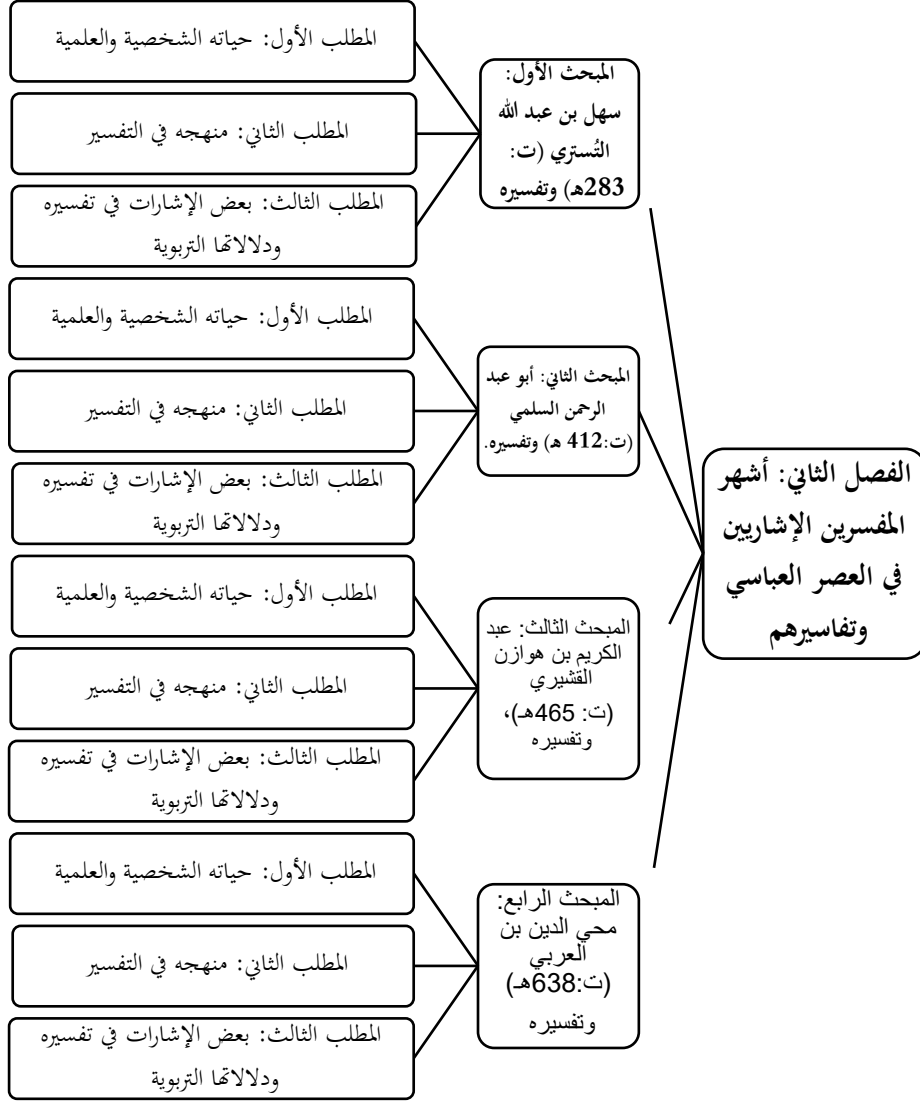 الفصل الثاني: أشهر
المفسرين الإشاريين
في العصر العباسي
وتفاسيرهم
المبحث الأول:
سهل بن عبد الله
التُستري (ت:
283هـ) وتفسيره
المطلب الأول: حياته الشخصية والعلمية
المطلب الثاني: منهجه في التفسير
المطلب الثالث: بعض الإشارات في تفسيره
ودلالاتها التربوية
المبحث الثاني: أبو عبد
الرحمن السلمي
(ت:412 هـ) وتفسيره.
المطلب الأول: حياته الشخصية والعلمية
المطلب الثاني: منهجه في التفسير
المطلب الثالث: بعض الإشارات في تفسيره
ودلالاتها التربوية
المبحث الثالث: عبد
الكريم بن هوازن
القشيري
(ت: 465هـ)،
وتفسيره
المطلب الأول: حياته الشخصية والعلمية
المطلب الثاني: منهجه في التفسير
المطلب الثالث: بعض الإشارات في تفسيره
ودلالاتها التربوية
المبحث الرابع:
محي الدين بن
العربي
(ت:638هـ)
وتفسيره
المطلب الأول: حياته الشخصية والعلمية
المطلب الثاني: منهجه في التفسير
المطلب الثالث: بعض الإشارات في تفسيره
ودلالاتها التربوية